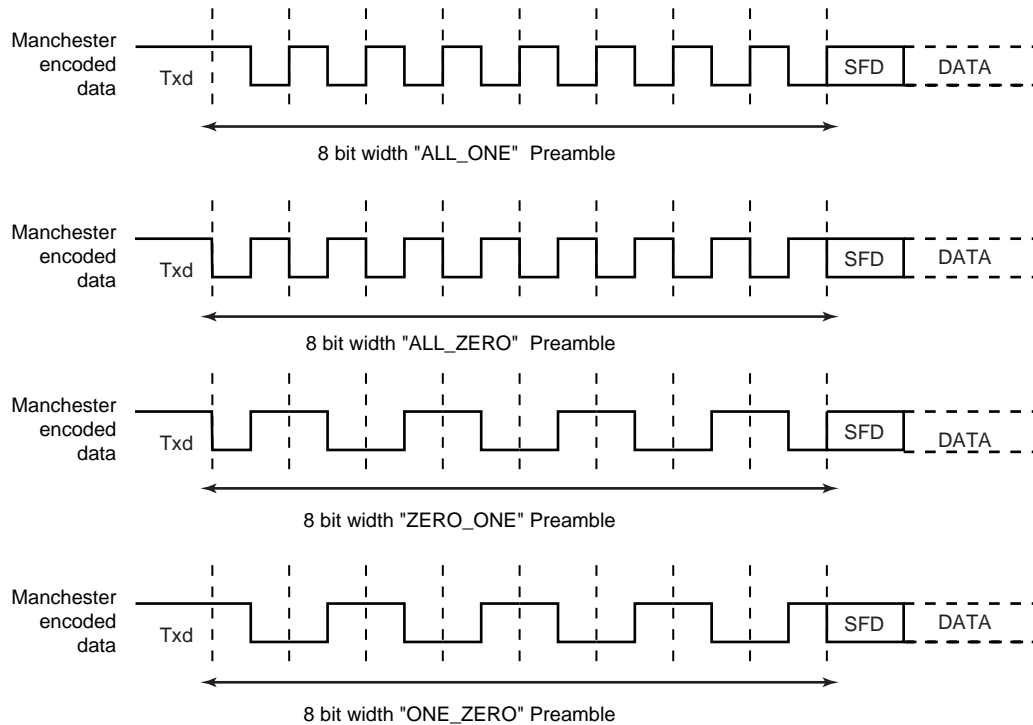 Manchester
encoded
data
Txd
SFD
DATA
8 bit width "ALL_ONE" Preamble
Manchester
encoded
data
Txd
SFD
DATA
8 bit width "ALL_ZERO" Preamble
Manchester
encoded
data
Txd
SFD
DATA
8 bit width "ZERO_ONE" Preamble
Manchester
encoded
data
Txd
SFD
DATA
8 bit width "ONE_ZERO" Preamble